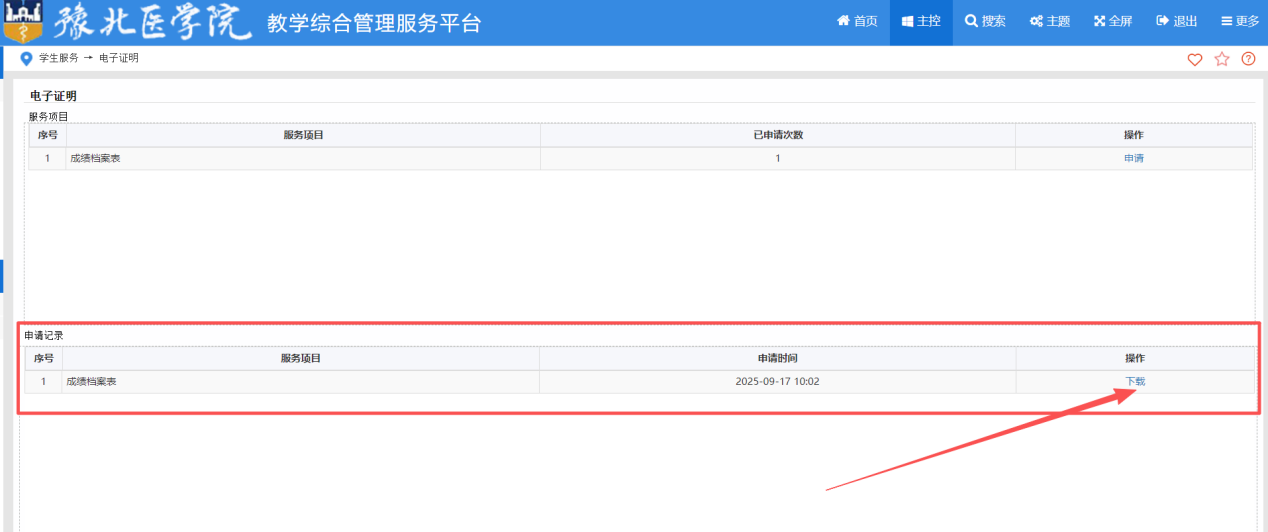 豫北医学院 教学综合管理服务平台 首页 主控 搜索 主题 全屏 退出 更多
学生服务 → 电子证明
电子证明
服务项目
序号 服务项目 已申请次数 操作
1 成绩档案表 1 申请
申请记录
序号 服务项目 申请时间 操作
1 成绩档案表 2025-09-17 10:02 下载